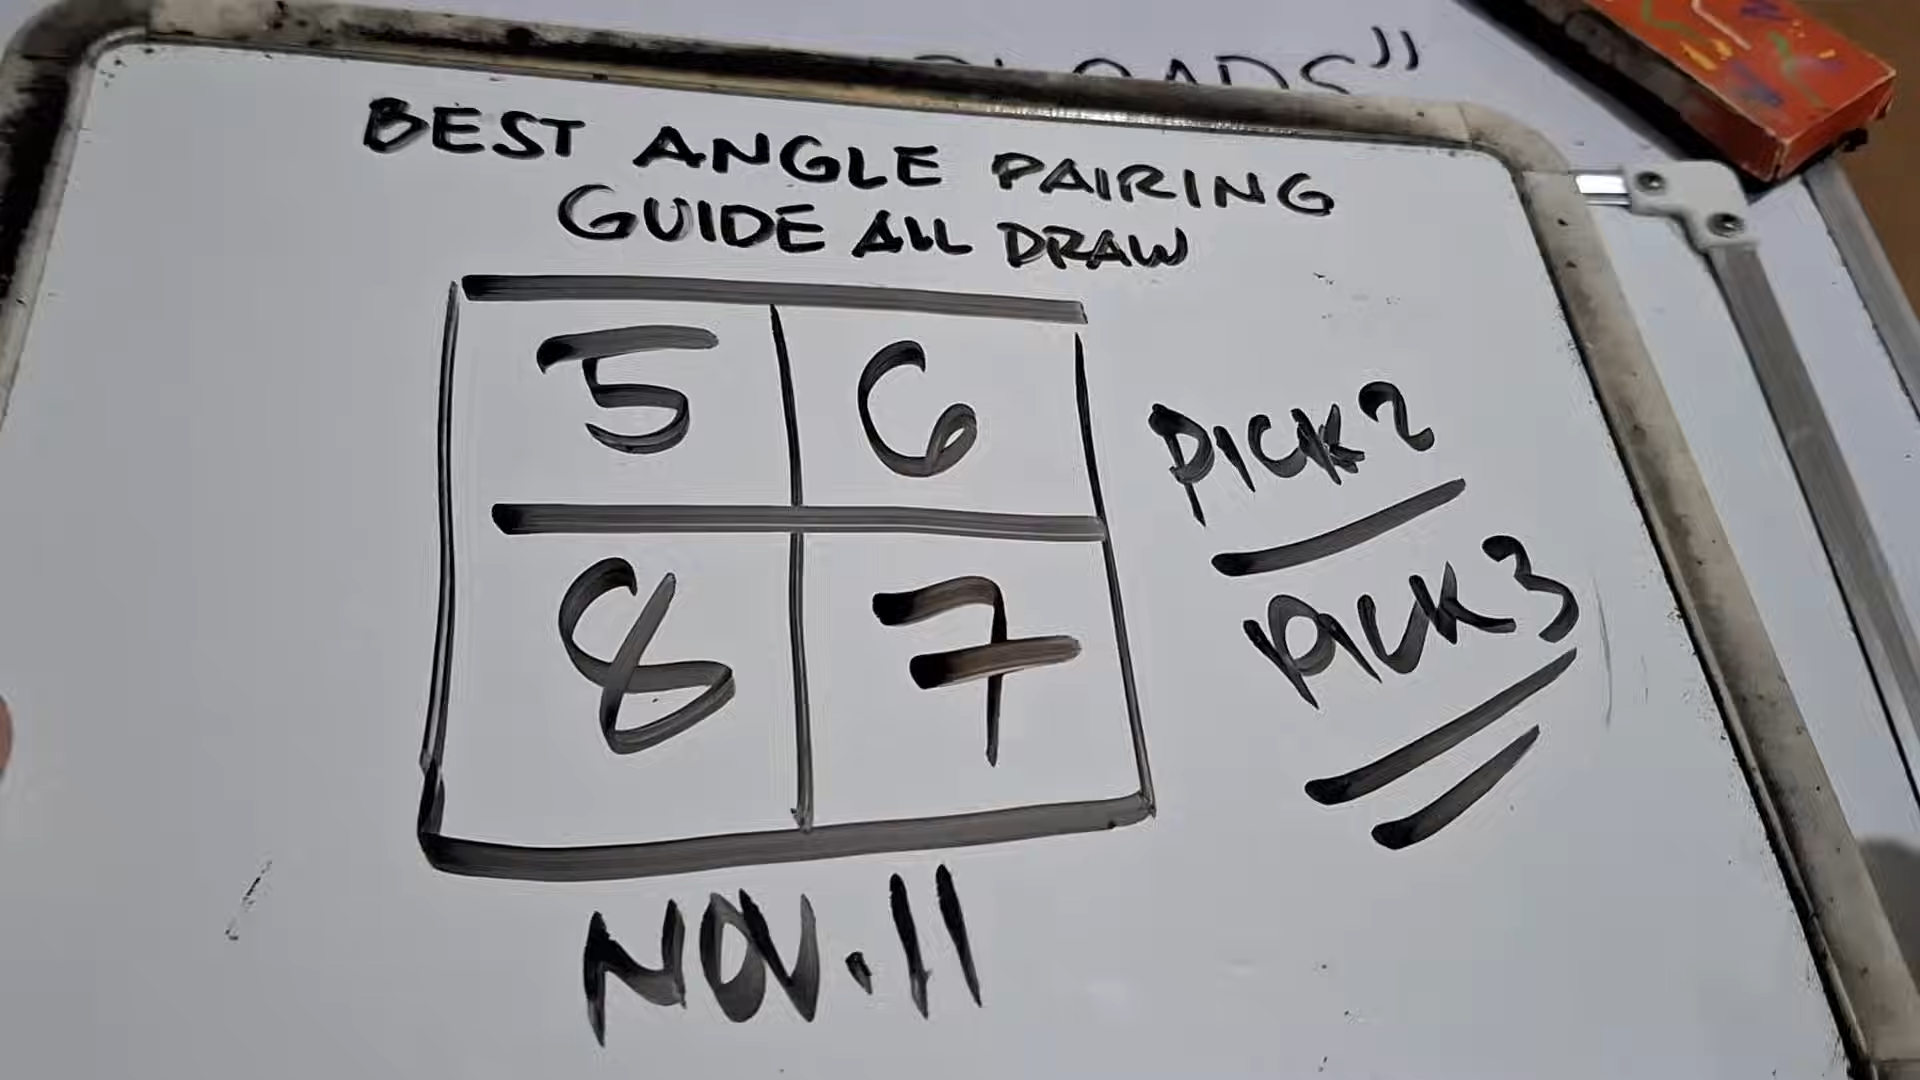 BEST ANGLE PAIRING
GUIDE ALL DRAW
5 6
8 7
PICK 2
PICK 3
NOV. 11